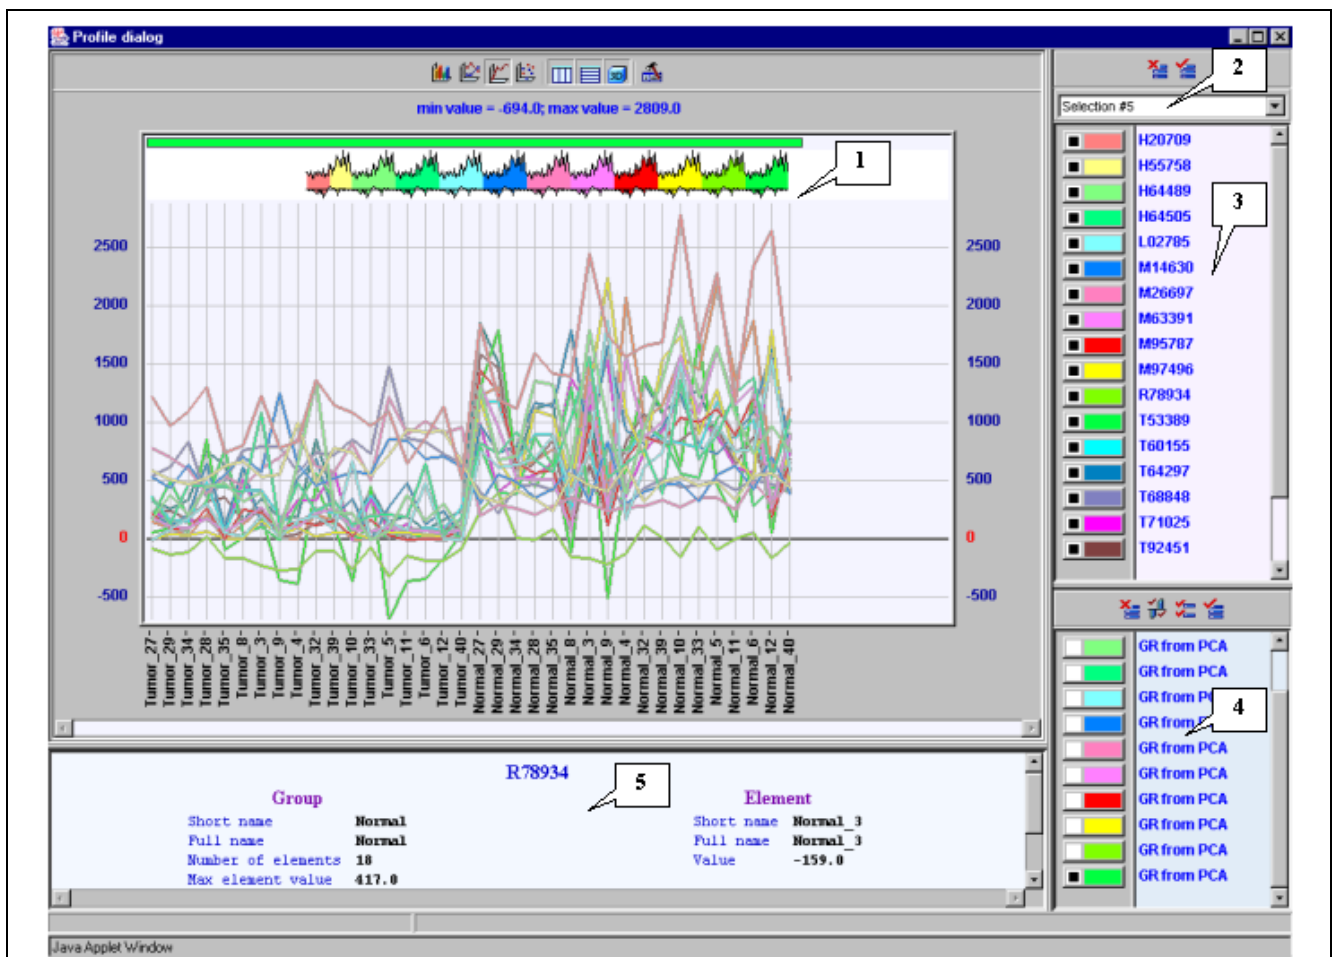 Profile dialog
min value = -694.0; max value = 2809.0
1
2500
2000
1500
1000
500
0
-500
2500
2000
1500
1000
500
0
-500
Tumor_27-
Tumor_29-
Tumor_34-
Tumor_28-
Tumor_35-
Tumor_8-
Tumor_3-
Tumor_9-
Tumor_4-
Tumor_32-
Tumor_39-
Tumor_10-
Tumor_33-
Tumor_5-
Tumor_11-
Tumor_6-
Tumor_12-
Tumor_40-
Normal_27-
Normal_29-
Normal_34-
Normal_28-
Normal_35-
Normal_8-
Normal_3-
Normal_9-
Normal_4-
Normal_32-
Normal_39-
Normal_10-
Normal_33-
Normal_5-
Normal_11-
Normal_6-
Normal_12-
Normal_40-
2
Selection #5
H20709
H55758
H64489
H64505
L02785
M14630
M26697
M63391
M95787
M97496
R78934
T53389
T60155
T64297
T68848
T71025
T92451
3
GR from PCA
GR from PCA
GR from PCA
GR from PCA
GR from PCA
GR from PCA
GR from PCA
GR from PCA
GR from PCA
GR from PCA
4
R78934
5
Group
Short name Normal
Full name Normal
Number of elements 18
Max element value 417.0
Element
Short name Normal_3
Full name Normal_3
Value -159.0
Java Applet Window